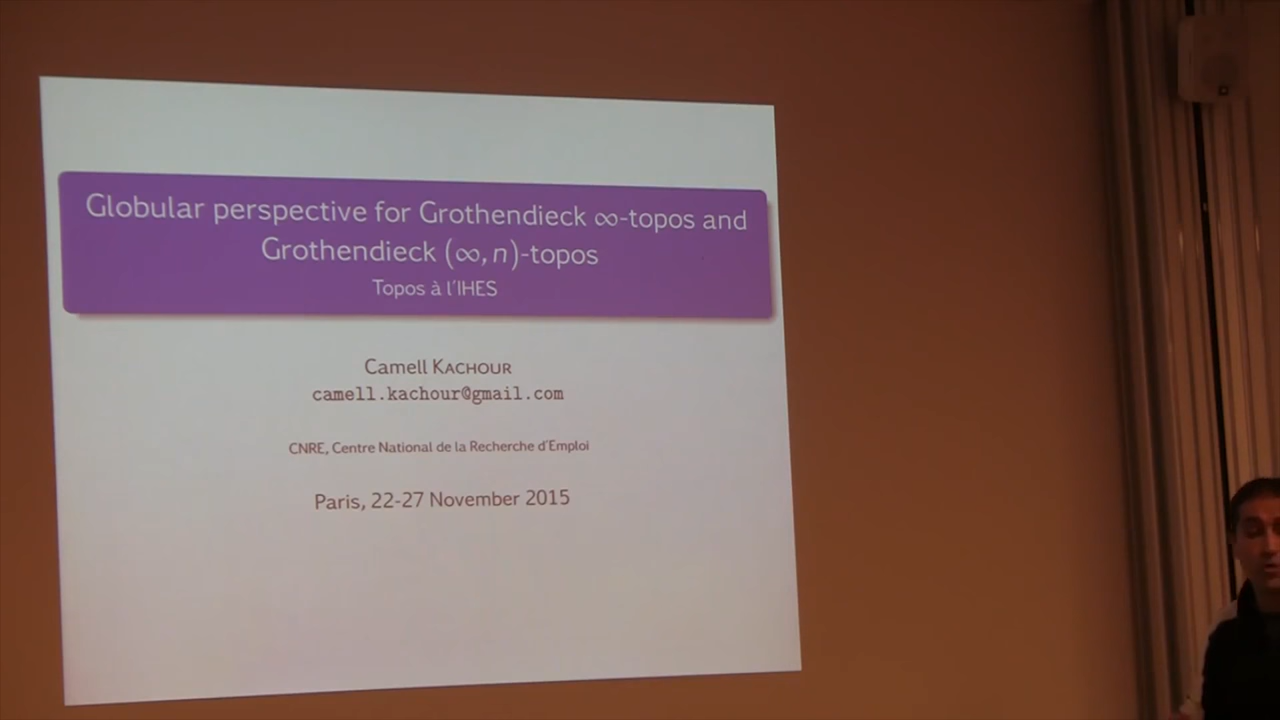 Globular perspective for Grothendieck ∞-topos and
Grothendieck (∞, n)-topos
Topos à l'IHES
Camell KACHOUR
camell.kachour@gmail.com
CNRE, Centre National de la Recherche d'Emploi
Paris, 22-27 November 2015